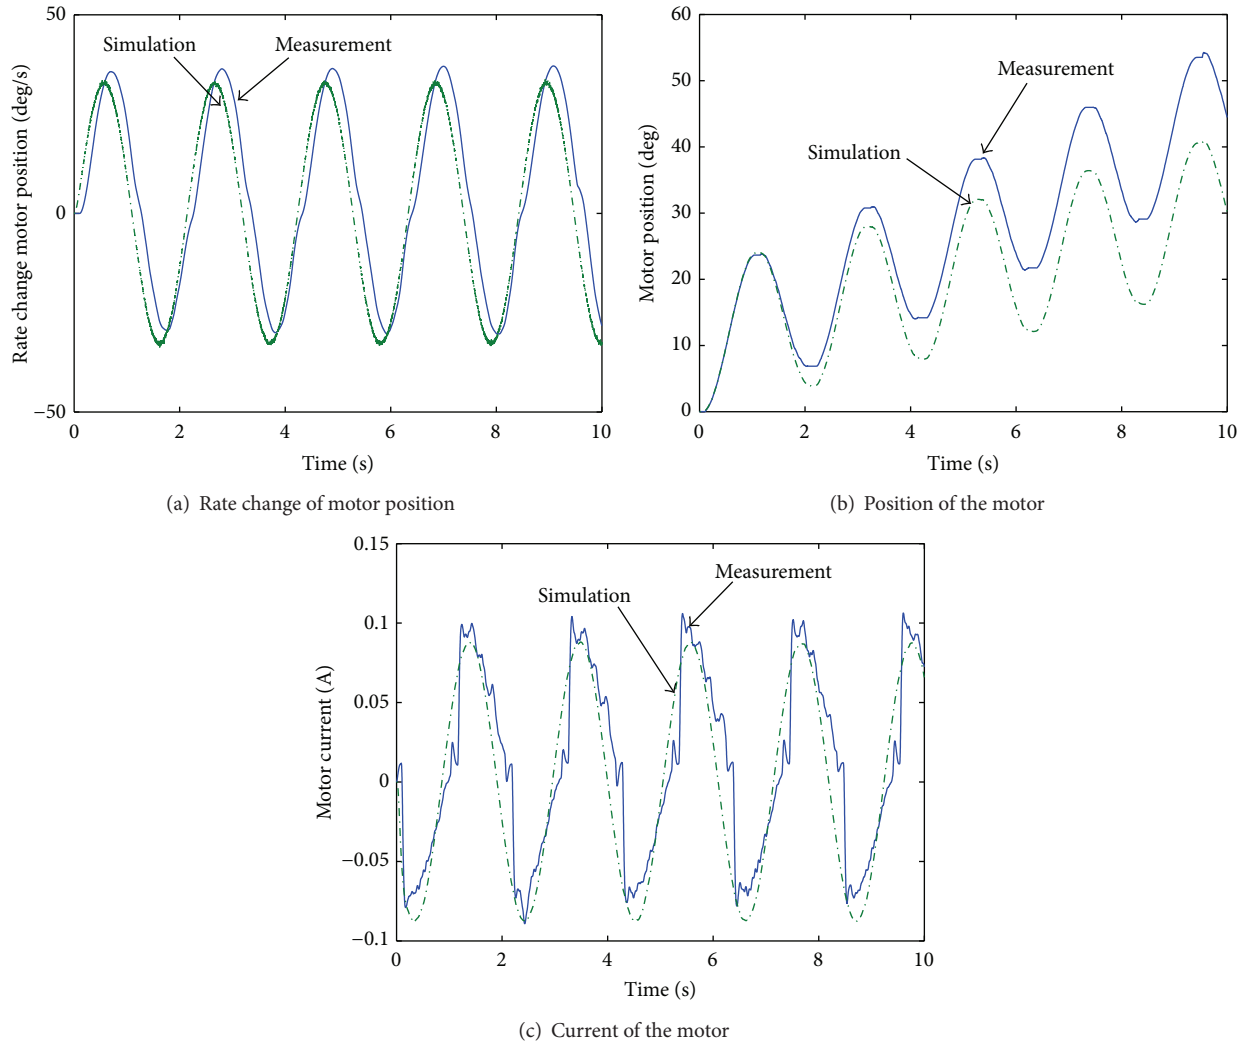 50
Simulation
Measurement
Rate change motor position (deg/s)
0
−50
0
2
4
6
8
10
Time (s)
(a) Rate change of motor position
60
50
40
30
20
10
0
Measurement
Simulation
Motor position (deg)
0
2
4
6
8
10
Time (s)
(b) Position of the motor
0.15
0.1
0.05
0
−0.05
−0.1
Measurement
Simulation
Motor current (A)
0
2
4
6
8
10
Time (s)
(c) Current of the motor